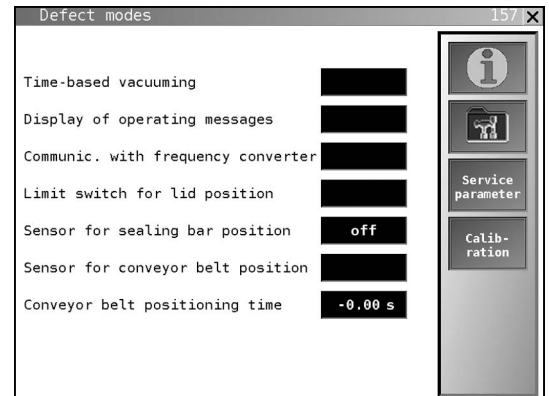 Defect modes 157
Time-based vacuuming
Display of operating messages
Communic. with frequency converter
Limit switch for lid position
Sensor for sealing bar position off
Sensor for conveyor belt position
Conveyor belt positioning time -0.00 s
Service
parameter
Calib-
ration